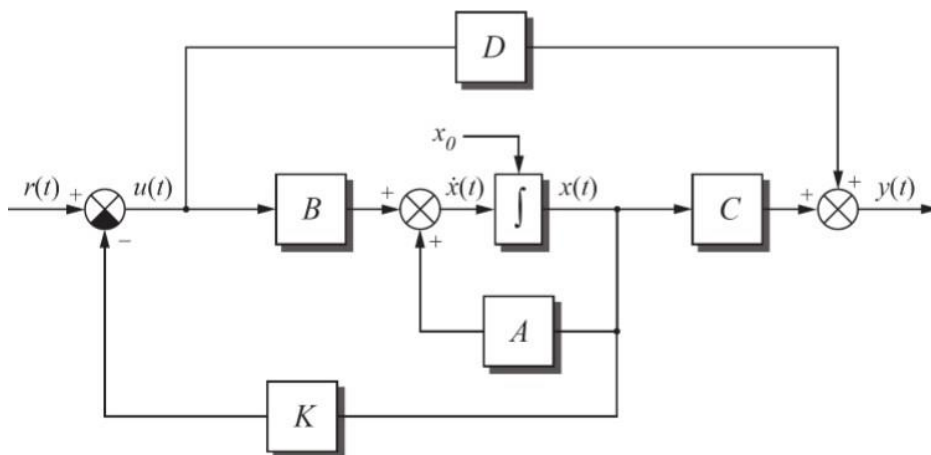 D
x₀
r(t) + u(t) B + ẋ(t) ∫ x(t) C + + y(t)
− +
A
K